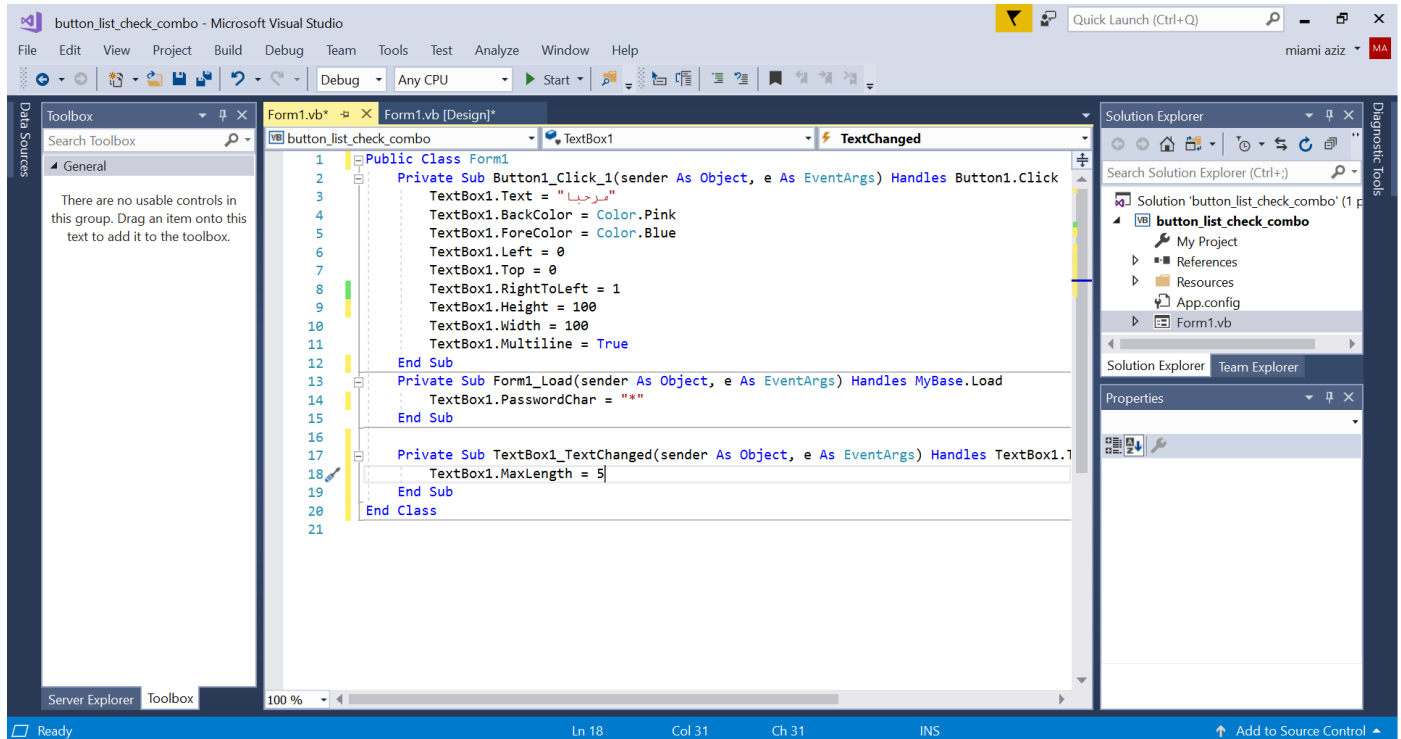 button_list_check_combo - Microsoft Visual Studio
Quick Launch (Ctrl+Q)
File Edit View Project Build Debug Team Tools Test Analyze Window Help
miami aziz MA
Debug Any CPU Start
Data Sources
Toolbox
Search Toolbox
General
There are no usable controls in
this group. Drag an item onto this
text to add it to the toolbox.
Server Explorer Toolbox
Form1.vb* Form1.vb [Design]*
VB button_list_check_combo TextBox1 TextChanged
1 Public Class Form1
2 Private Sub Button1_Click_1(sender As Object, e As EventArgs) Handles Button1.Click
3 TextBox1.Text = "مرحبا"
4 TextBox1.BackColor = Color.Pink
5 TextBox1.ForeColor = Color.Blue
6 TextBox1.Left = 0
7 TextBox1.Top = 0
8 TextBox1.RightToLeft = 1
9 TextBox1.Height = 100
10 TextBox1.Width = 100
11 TextBox1.Multiline = True
12 End Sub
13 Private Sub Form1_Load(sender As Object, e As EventArgs) Handles MyBase.Load
14 TextBox1.PasswordChar = "*"
15 End Sub
16
17 Private Sub TextBox1_TextChanged(sender As Object, e As EventArgs) Handles TextBox1.T
18 TextBox1.MaxLength = 5
19 End Sub
20 End Class
21
100 %
Solution Explorer
Search Solution Explorer (Ctrl+;)
Solution 'button_list_check_combo' (1 p
VB button_list_check_combo
My Project
References
Resources
App.config
Form1.vb
Solution Explorer Team Explorer
Properties
Diagnostic Tools
Ready Ln 18 Col 31 Ch 31 INS Add to Source Control